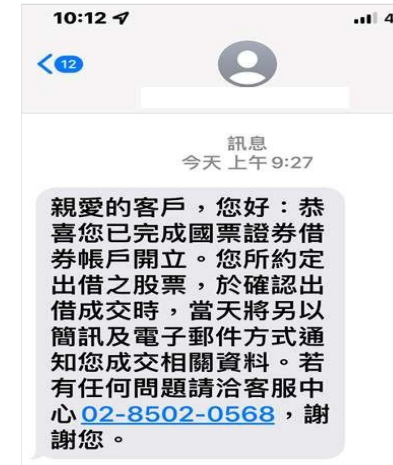 10:12
4
12
訊息
今天 上午 9:27
親愛的客戶，您好：恭
喜您已完成國票證券借
券帳戶開立。您所約定
出借之股票，於確認出
借成交時，當天將另以
簡訊及電子郵件方式通
知您成交相關資料。若
有任何問題請洽客服中
心 02-8502-0568，謝
謝您。